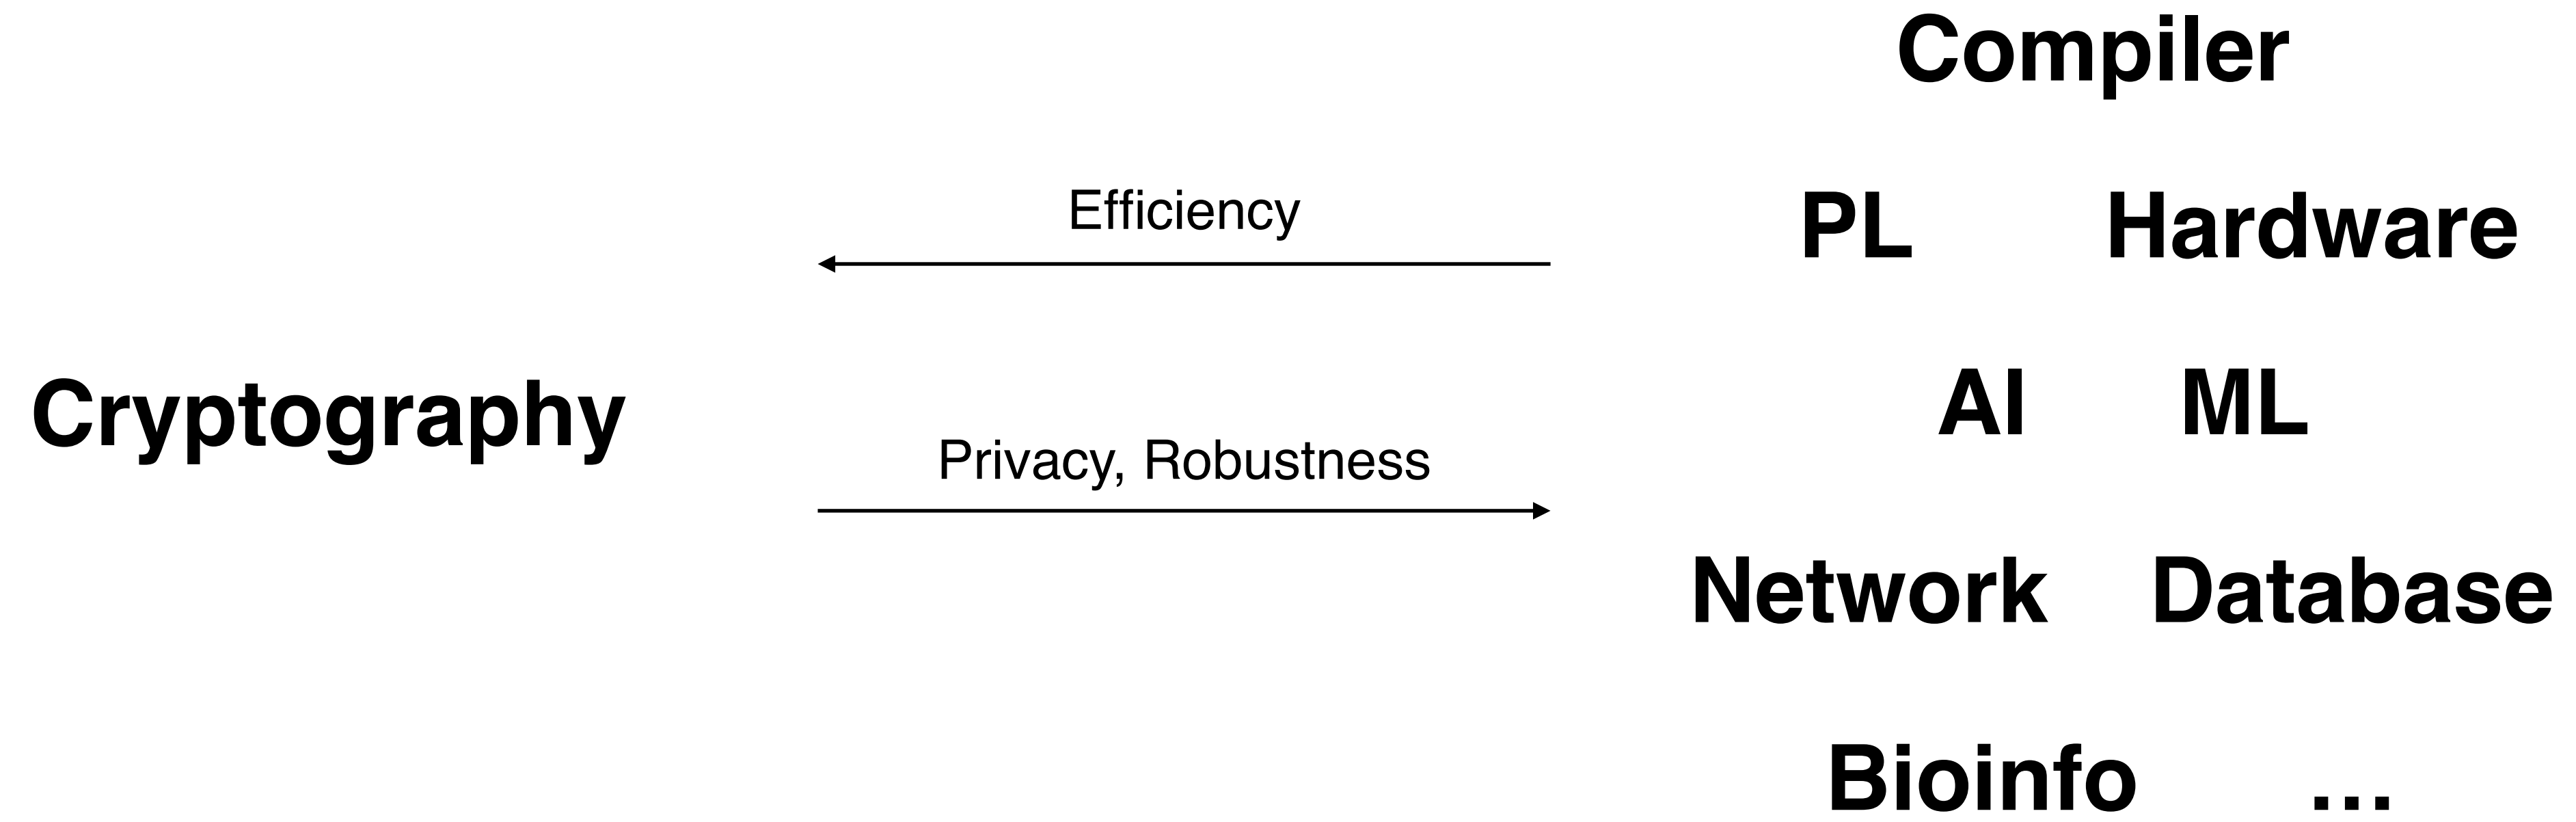 Compiler
Efficiency
PL Hardware
Cryptography
AI ML
Privacy, Robustness
Network Database
Bioinfo ...